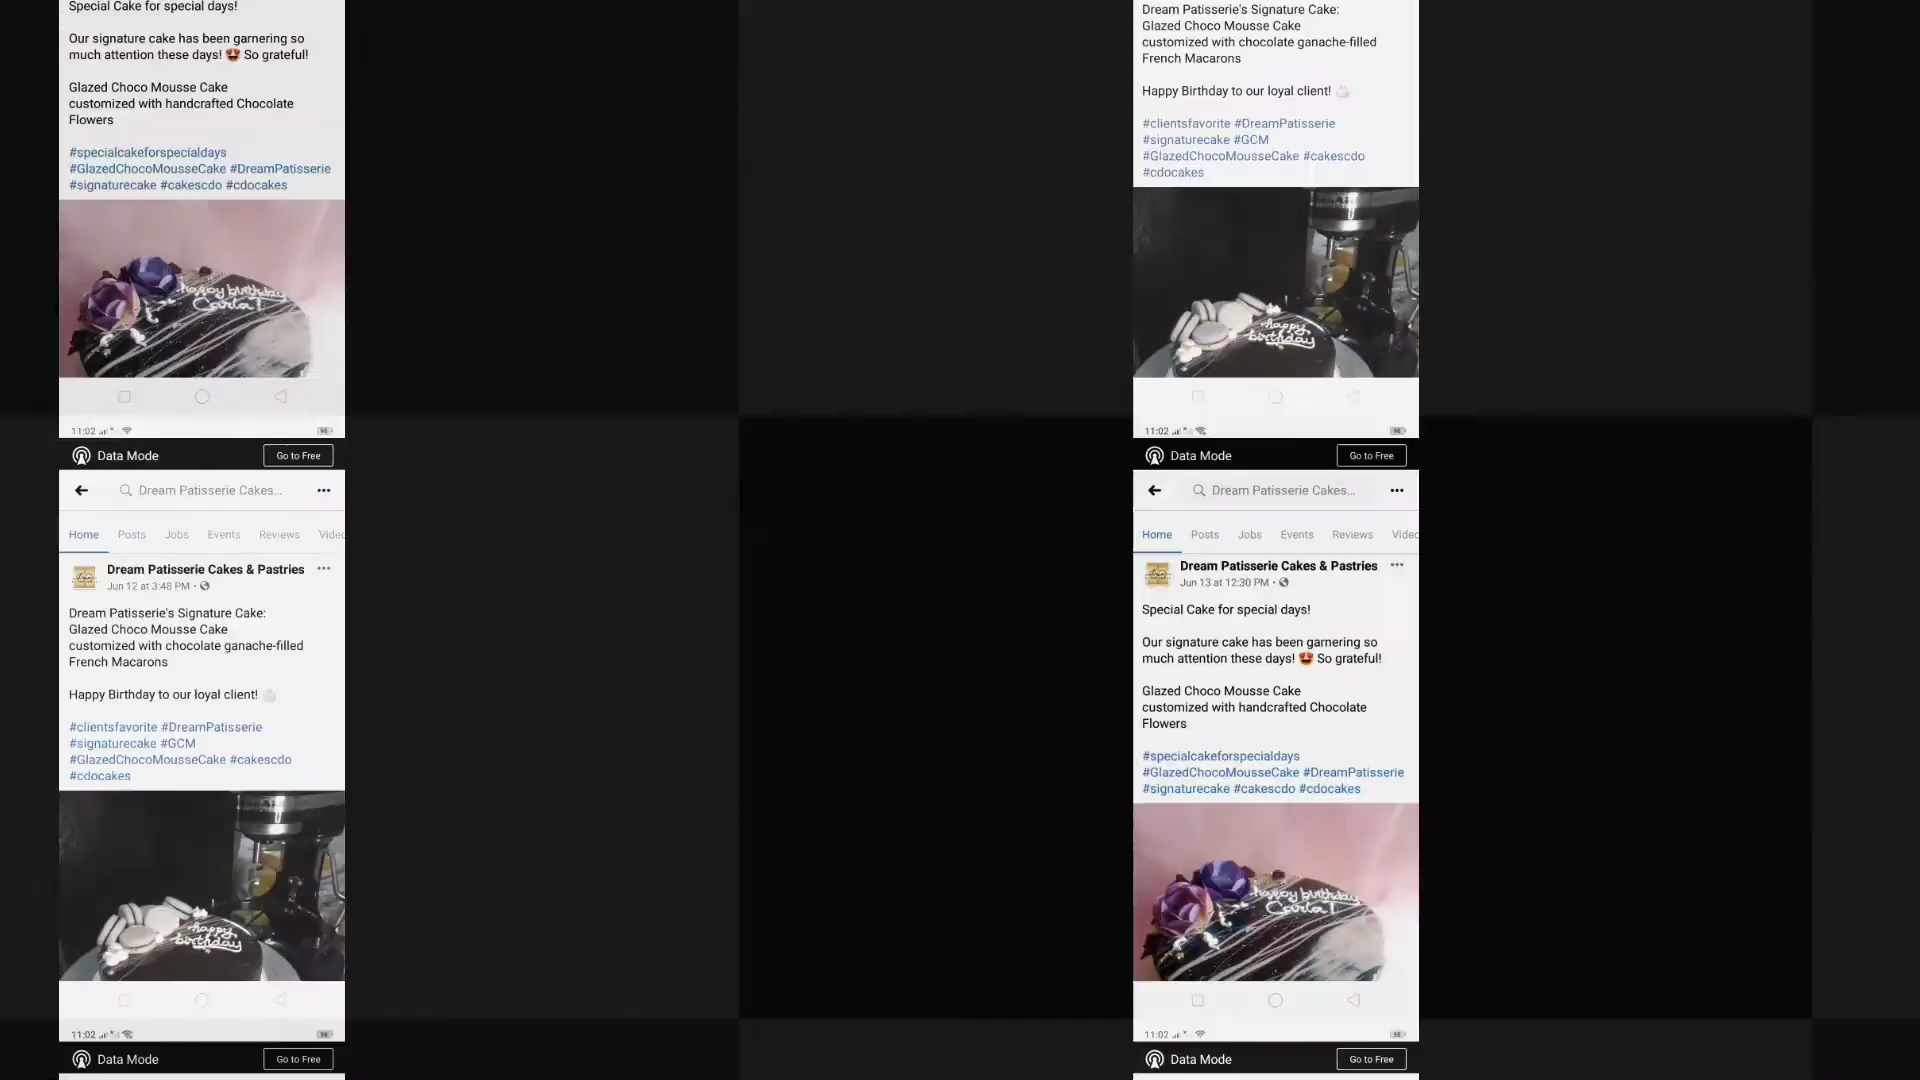 Special Cake for special days!
Our signature cake has been garnering so
much attention these days! 😍 So grateful!
Glazed Choco Mousse Cake
customized with handcrafted Chocolate
Flowers
#specialcakeforspecialdays
#GlazedChocoMousseCake #DreamPatisserie
#signaturecake #cakescdo #cdocakes
happy birthday
Carla!
11:02
98
Data Mode
Go to Free
Dream Patisserie Cakes...
Home Posts Jobs Events Reviews Videc
Dream Patisserie Cakes & Pastries
Jun 12 at 3:48 PM
Dream Patisserie's Signature Cake:
Glazed Choco Mousse Cake
customized with chocolate ganache-filled
French Macarons
Happy Birthday to our loyal client! 🎂
#clientsfavorite #DreamPatisserie
#signaturecake #GCM
#GlazedChocoMousseCake #cakescdo
#cdocakes
happy
birthday
11:02
98
Data Mode
Go to Free
Dream Patisserie's Signature Cake:
Glazed Choco Mousse Cake
customized with chocolate ganache-filled
French Macarons
Happy Birthday to our loyal client! 🎂
#clientsfavorite #DreamPatisserie
#signaturecake #GCM
#GlazedChocoMousseCake #cakescdo
#cdocakes
happy
birthday
11:02
98
Data Mode
Go to Free
Dream Patisserie Cakes...
Home Posts Jobs Events Reviews Videc
Dream Patisserie Cakes & Pastries
Jun 13 at 12:30 PM
Special Cake for special days!
Our signature cake has been garnering so
much attention these days! 😍 So grateful!
Glazed Choco Mousse Cake
customized with handcrafted Chocolate
Flowers
#specialcakeforspecialdays
#GlazedChocoMousseCake #DreamPatisserie
#signaturecake #cakescdo #cdocakes
happy birthday
Carla!
11:02
98
Data Mode
Go to Free